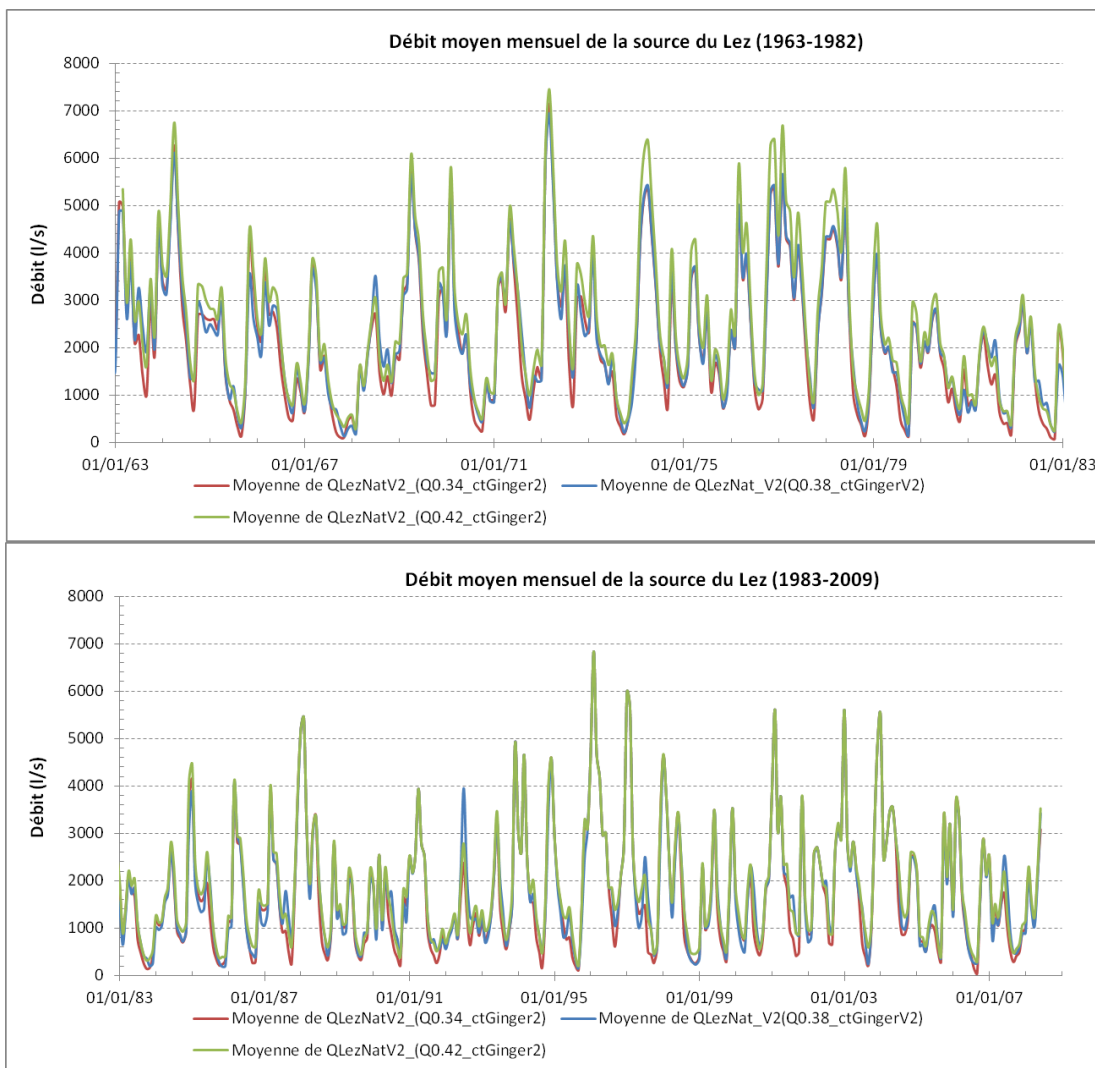 Débit moyen mensuel de la source du Lez (1963-1982)
8000
7000
6000
5000
4000
3000
2000
1000
0
Débit (l/s)
01/01/63 01/01/67 01/01/71 01/01/75 01/01/79 01/01/83
Moyenne de QLezNatV2_(Q0.34_ctGinger2) Moyenne de QLezNat_V2(Q0.38_ctGingerV2)
Moyenne de QLezNatV2_(Q0.42_ctGinger2)
Débit moyen mensuel de la source du Lez (1983-2009)
8000
7000
6000
5000
4000
3000
2000
1000
0
Débit (l/s)
01/01/83 01/01/87 01/01/91 01/01/95 01/01/99 01/01/03 01/01/07
Moyenne de QLezNatV2_(Q0.34_ctGinger2) Moyenne de QLezNat_V2(Q0.38_ctGingerV2)
Moyenne de QLezNatV2_(Q0.42_ctGinger2)